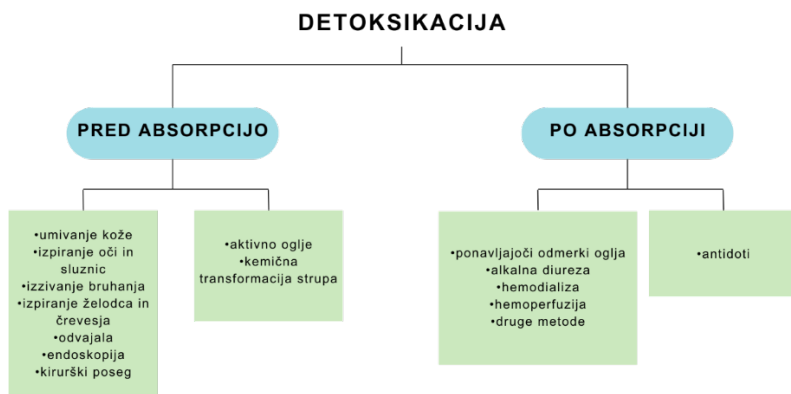 DETOKSIKACIJA
PRED ABSORPCIJO
PO ABSORPCIJI
•umivanje kože
•izpiranje oči in
sluznic
•izzivanje bruhanja
•izpiranje želodca in
črevesja
•odvajala
•endoskopija
•kirurški poseg
•aktivno oglje
•kemična
transformacija strupa
•ponavljajoči odmerki oglja
•alkalna diureza
•hemodializa
•hemoperfuzija
•druge metode
•antidoti